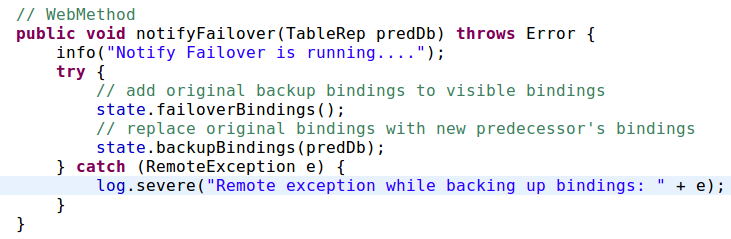 // WebMethod
public void notifyFailover(TableRep predDb) throws Error {
    info("Notify Failover is running....");
    try {
        // add original backup bindings to visible bindings
        state.failoverBindings();
        // replace original bindings with new predecessor's bindings
        state.backupBindings(predDb);
    } catch (RemoteException e) {
        log.severe("Remote exception while backing up bindings: " + e);
    }
}